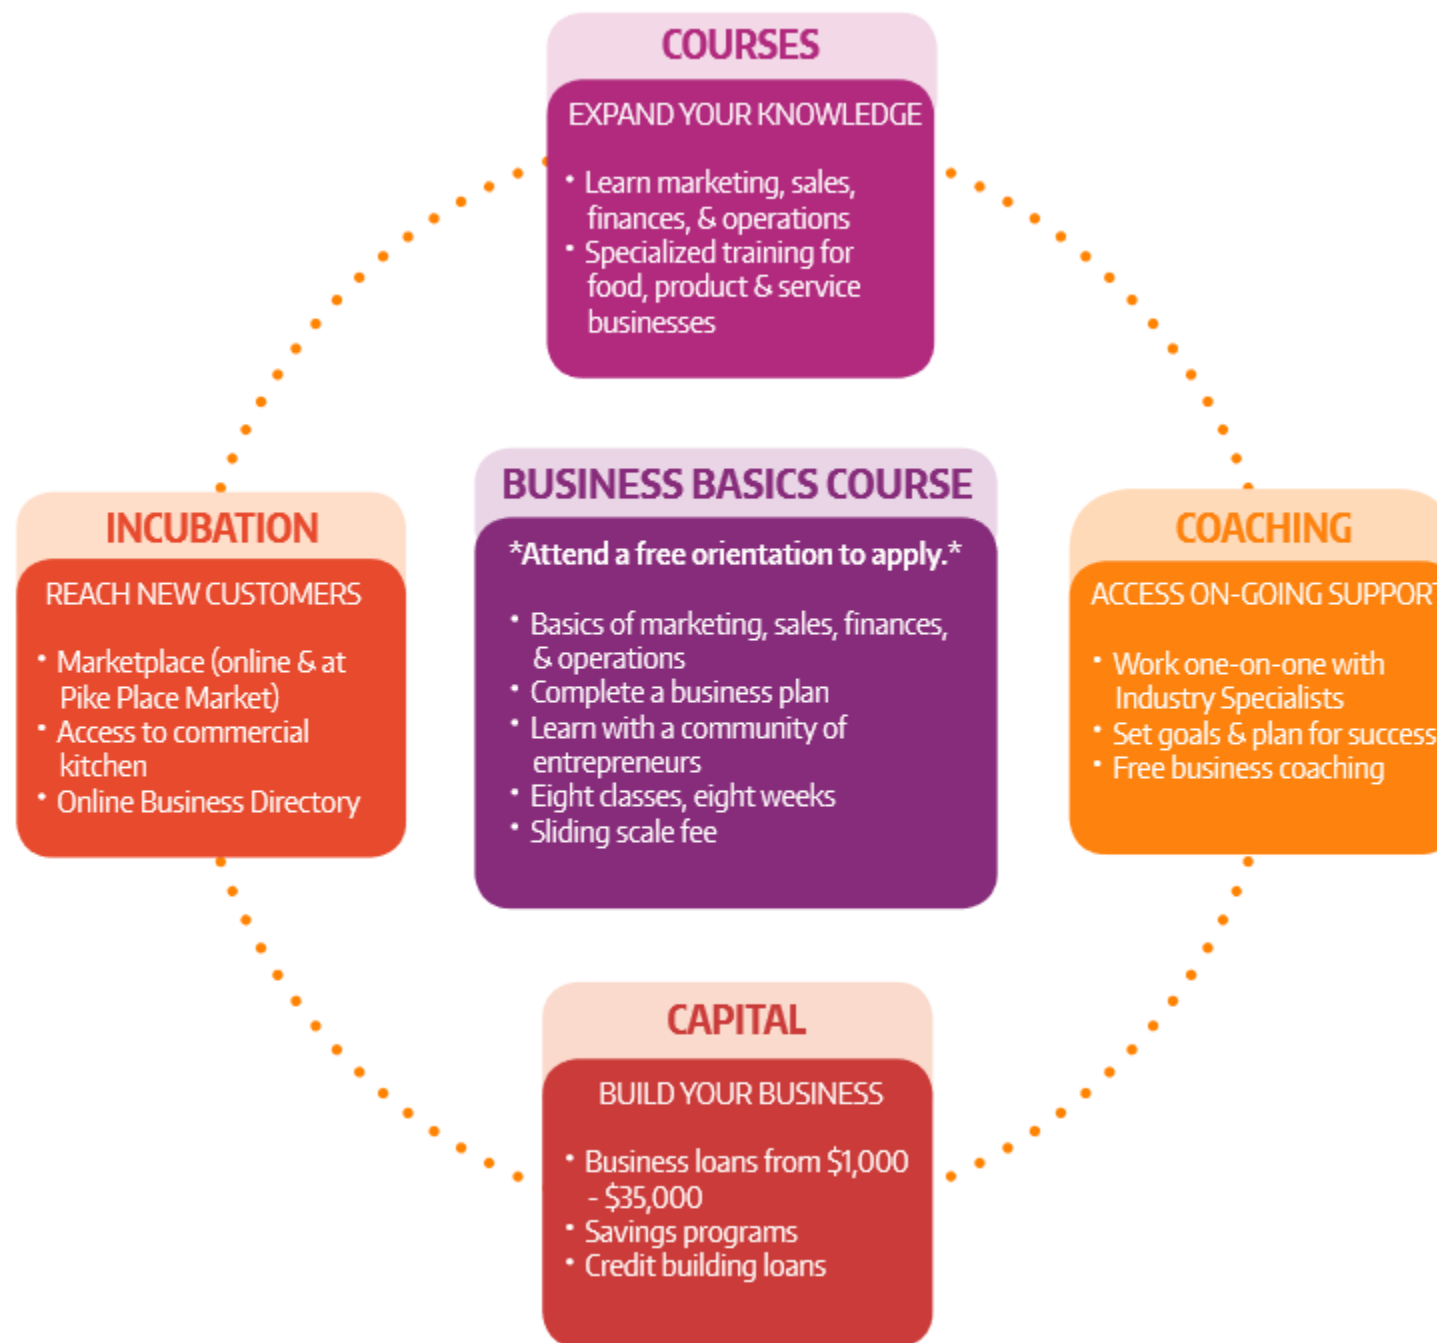 COURSES
EXPAND YOUR KNOWLEDGE
• Learn marketing, sales,
finances, & operations
• Specialized training for
food, product & service
businesses
INCUBATION
REACH NEW CUSTOMERS
• Marketplace (online & at
Pike Place Market)
• Access to commercial
kitchen
• Online Business Directory
BUSINESS BASICS COURSE
*Attend a free orientation to apply.*
• Basics of marketing, sales, finances,
& operations
• Complete a business plan
• Learn with a community of
entrepreneurs
• Eight classes, eight weeks
• Sliding scale fee
COACHING
ACCESS ON-GOING SUPPORT
• Work one-on-one with
Industry Specialists
• Set goals & plan for success
• Free business coaching
CAPITAL
BUILD YOUR BUSINESS
• Business loans from $1,000
- $35,000
• Savings programs
• Credit building loans